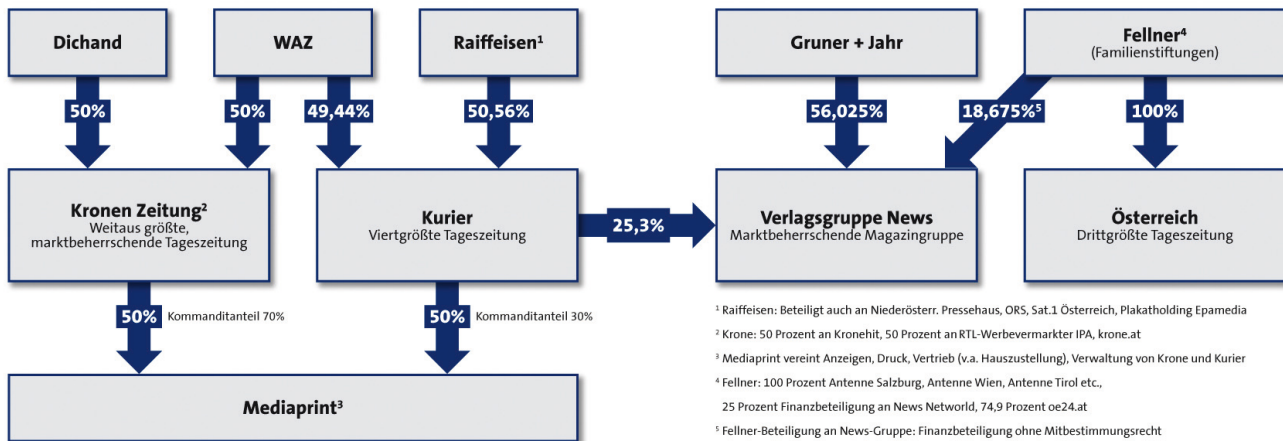 Dichand
WAZ
Raiffeisen¹
Gruner + Jahr
Fellner⁴
(Familienstiftungen)
50%
50%
49,44%
50,56%
56,025%
18,675%⁵
100%
Kronen Zeitung²
Weitaus größte,
marktbeherrschende Tageszeitung
Kurier
Viertgrößte Tageszeitung
25,3%
Verlagsgruppe News
Marktbeherrschende Magazingruppe
Österreich
Drittgrößte Tageszeitung
50% Kommanditanteil 70%
50% Kommanditanteil 30%
Mediaprint³
¹ Raiffeisen: Beteiligt auch an Niederösterr. Pressehaus, ORS, Sat.1 Österreich, Plakatholding Epamedia
² Krone: 50 Prozent an Kronehit, 50 Prozent an RTL-Werbevermarkter IPA, krone.at
³ Mediaprint vereint Anzeigen, Druck, Vertrieb (v.a. Hauszustellung), Verwaltung von Krone und Kurier
⁴ Fellner: 100 Prozent Antenne Salzburg, Antenne Wien, Antenne Tirol etc.,
25 Prozent Finanzbeteiligung an News Networld, 74,9 Prozent oe24.at
⁵ Fellner-Beteiligung an News-Gruppe: Finanzbeteiligung ohne Mitbestimmungsrecht